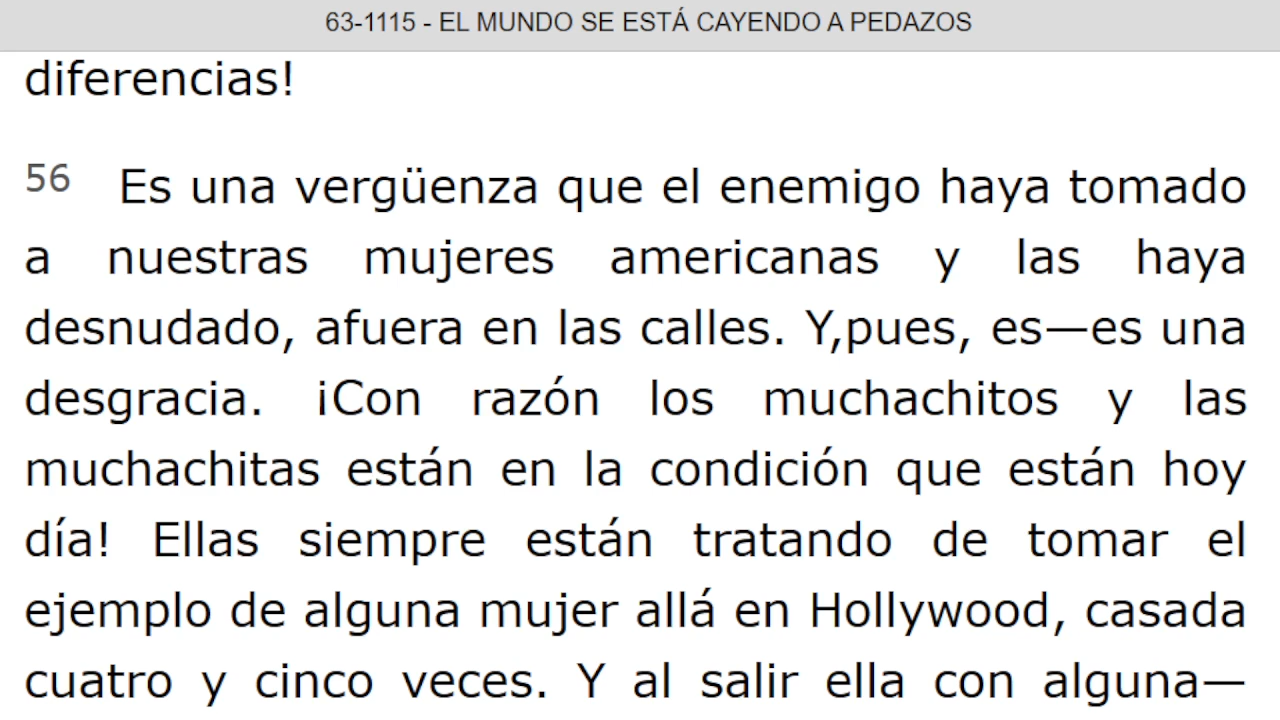 63-1115 - EL MUNDO SE ESTÁ CAYENDO A PEDAZOS
diferencias!
56 Es una vergüenza que el enemigo haya tomado
a nuestras mujeres americanas y las haya
desnudado, afuera en las calles. Y,pues, es—es una
desgracia. ¡Con razón los muchachitos y las
muchachitas están en la condición que están hoy
día! Ellas siempre están tratando de tomar el
ejemplo de alguna mujer allá en Hollywood, casada
cuatro y cinco veces. Y al salir ella con alguna—